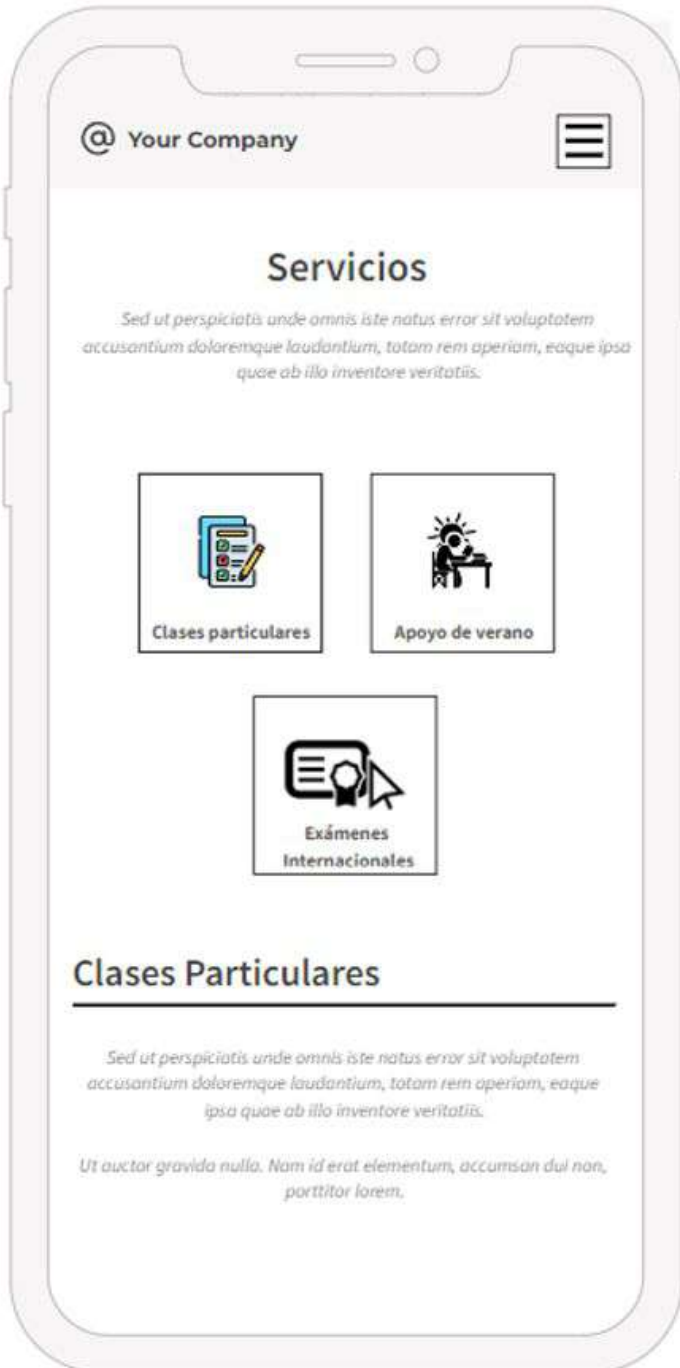 @ Your Company
Servicios
Sed ut perspiciatis unde omnis iste natus error sit voluptatem
accusantium doloremque laudantium, totam rem aperiam, eaque ipsa
quae ab illo inventore veritatiis.
Clases particulares
Apoyo de verano
Exámenes
Internacionales
Clases Particulares
Sed ut perspiciatis unde omnis iste natus error sit voluptatem
accusantium doloremque laudantium, totam rem aperiam, eaque
ipsa quae ab illo inventore veritatiis.
Ut auctor gravida nulla. Nam id erat elementum, accumsan dui non,
porttitor lorem.